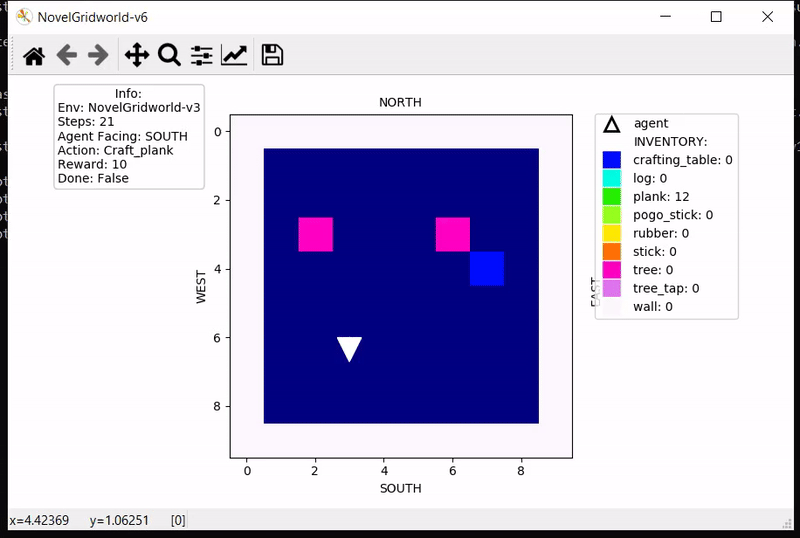 NovelGridworld-v6
Info:
Env: NovelGridworld-v3
Steps: 21
Agent Facing: SOUTH
Action: Craft_plank
Reward: 10
Done: False
NORTH
WEST
EAST
SOUTH
0
2
4
6
8
0
2
4
6
8
agent
INVENTORY:
crafting_table: 0
log: 0
plank: 12
pogo_stick: 0
rubber: 0
stick: 0
tree: 0
tree_tap: 0
wall: 0
x=4.42369 y=1.06251 [0]